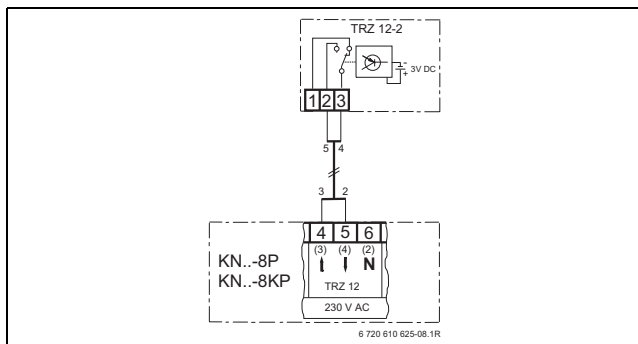 TRZ 12-2
- 
+ 3V DC
1 2 3
5 4
3 2
4 5 6
(3) (4) (2)
N
KN..-8P
KN..-8KP
TRZ 12
230 V AC
6 720 610 625-08.1R